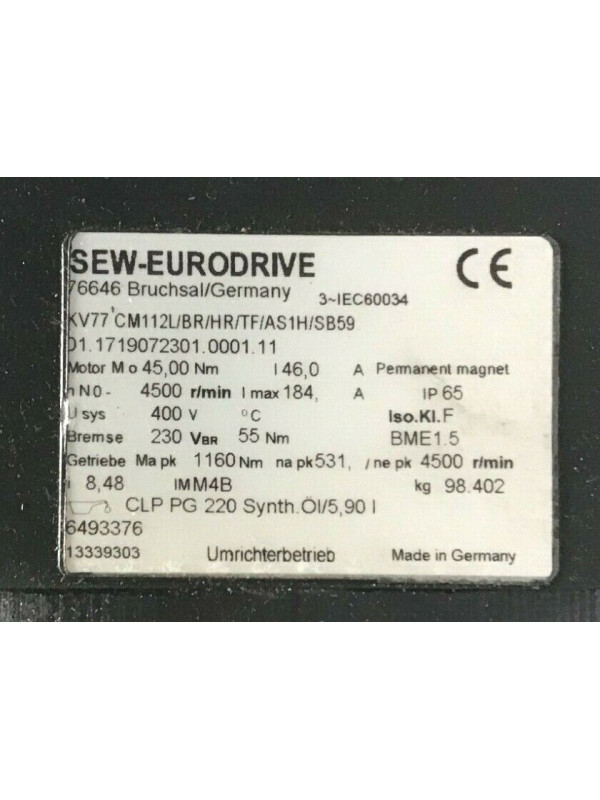 SEW-EURODRIVE CE
76646 Bruchsal/Germany 3~IEC60034
KV77 CM112L/BR/HR/TF/AS1H/SB59
01.1719072301.0001.11
Motor M o 45,00 Nm I 46,0 A Permanent magnet
n N0- 4500 r/min I max 184, A IP 65
U sys 400 V °C Iso.Kl.F
Bremse 230 VBR 55 Nm BME1.5
Getriebe Ma pk 1160 Nm na pk 531, / ne pk 4500 r/min
i 8,48 IM M4B kg 98.402
CLP PG 220 Synth.Öl/5,90 l
6493376
13339303 Umrichterbetrieb Made in Germany